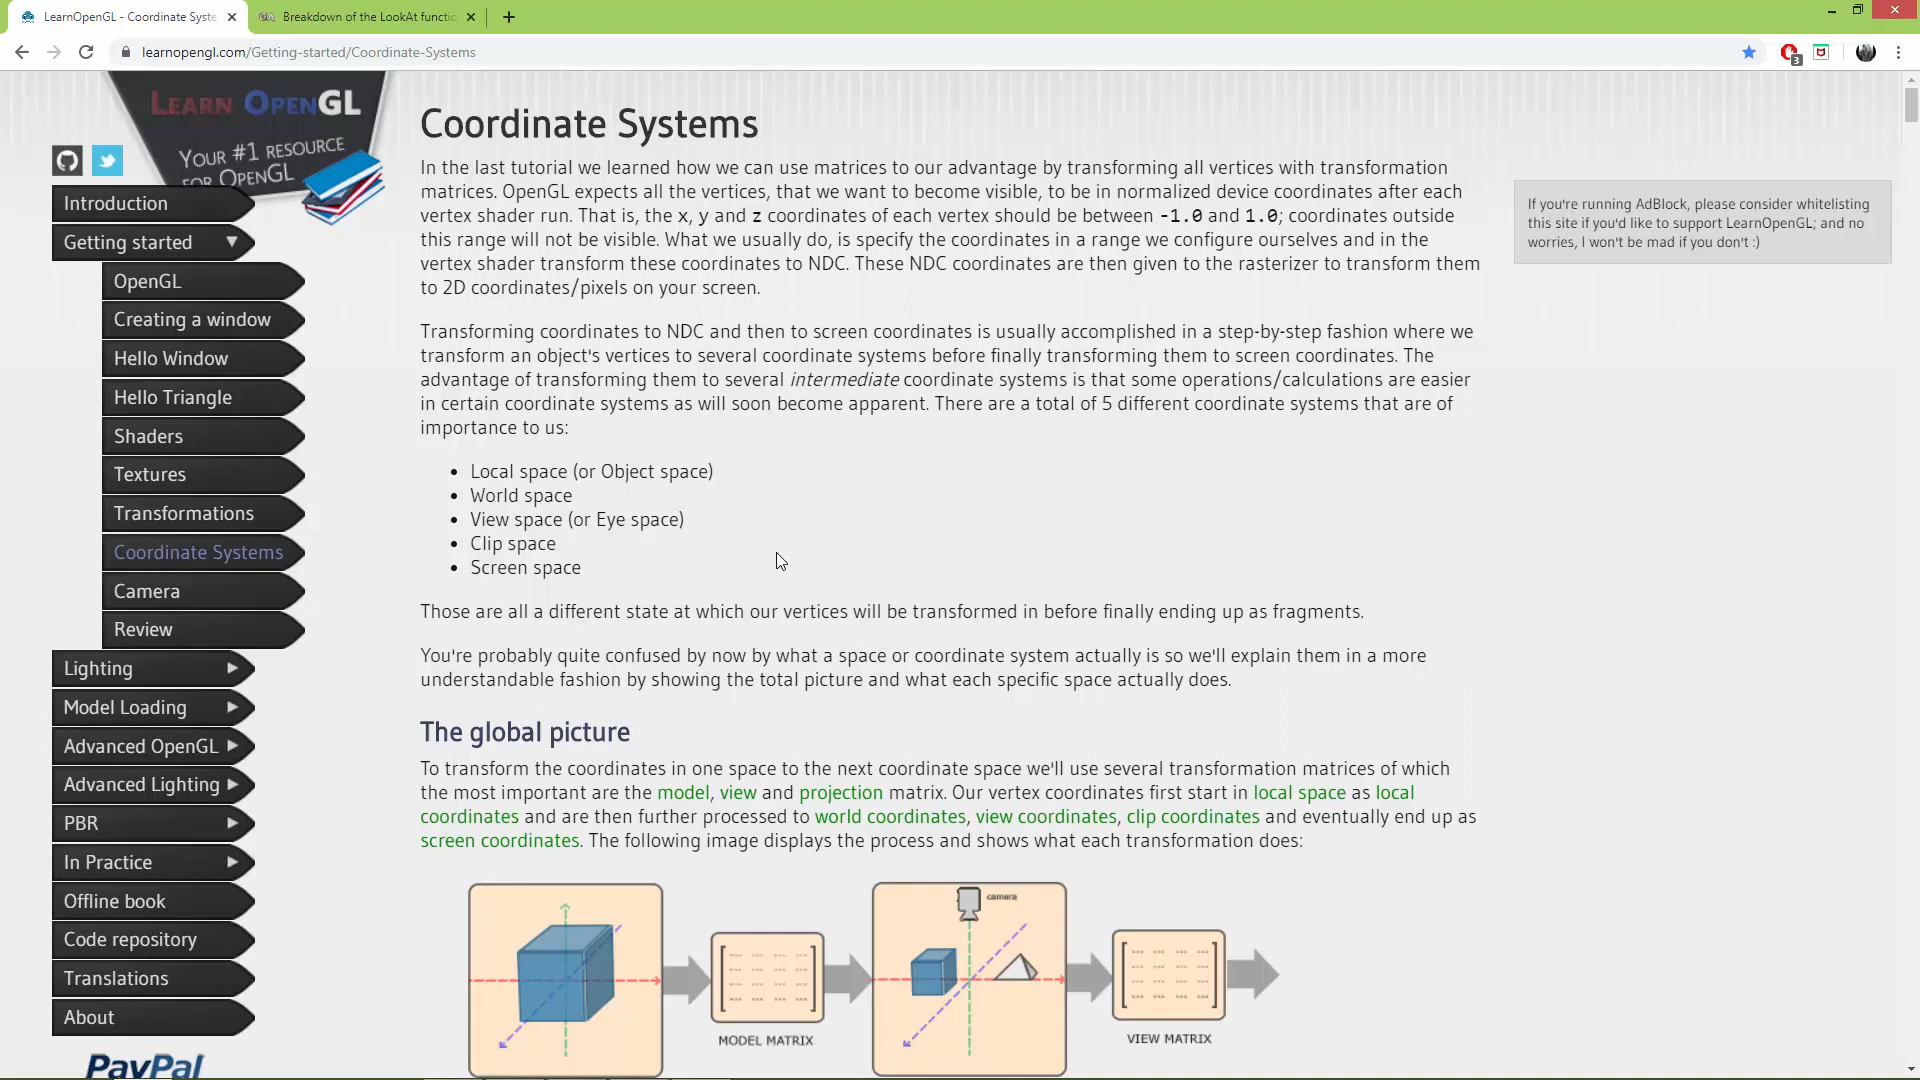 LearnOpenGL - Coordinate Syste
Breakdown of the LookAt functio
learnopengl.com/Getting-started/Coordinate-Systems
3
LEARN OPENGL
YOUR #1 RESOURCE
FOR OPENGL
Introduction
Getting started
OpenGL
Creating a window
Hello Window
Hello Triangle
Shaders
Textures
Transformations
Coordinate Systems
Camera
Review
Lighting
Model Loading
Advanced OpenGL
Advanced Lighting
PBR
In Practice
Offline book
Code repository
Translations
About
PayPal
Coordinate Systems
In the last tutorial we learned how we can use matrices to our advantage by transforming all vertices with transformation
matrices. OpenGL expects all the vertices, that we want to become visible, to be in normalized device coordinates after each
vertex shader run. That is, the x, y and z coordinates of each vertex should be between -1.0 and 1.0; coordinates outside
this range will not be visible. What we usually do, is specify the coordinates in a range we configure ourselves and in the
vertex shader transform these coordinates to NDC. These NDC coordinates are then given to the rasterizer to transform them
to 2D coordinates/pixels on your screen.
Transforming coordinates to NDC and then to screen coordinates is usually accomplished in a step-by-step fashion where we
transform an object's vertices to several coordinate systems before finally transforming them to screen coordinates. The
advantage of transforming them to several intermediate coordinate systems is that some operations/calculations are easier
in certain coordinate systems as will soon become apparent. There are a total of 5 different coordinate systems that are of
importance to us:
• Local space (or Object space)
• World space
• View space (or Eye space)
• Clip space
• Screen space
Those are all a different state at which our vertices will be transformed in before finally ending up as fragments.
You're probably quite confused by now by what a space or coordinate system actually is so we'll explain them in a more
understandable fashion by showing the total picture and what each specific space actually does.
The global picture
To transform the coordinates in one space to the next coordinate space we'll use several transformation matrices of which
the most important are the model, view and projection matrix. Our vertex coordinates first start in local space as local
coordinates and are then further processed to world coordinates, view coordinates, clip coordinates and eventually end up as
screen coordinates. The following image displays the process and shows what each transformation does:
camera
MODEL MATRIX
VIEW MATRIX
If you're running AdBlock, please consider whitelisting
this site if you'd like to support LearnOpenGL; and no
worries, I won't be mad if you don't :)